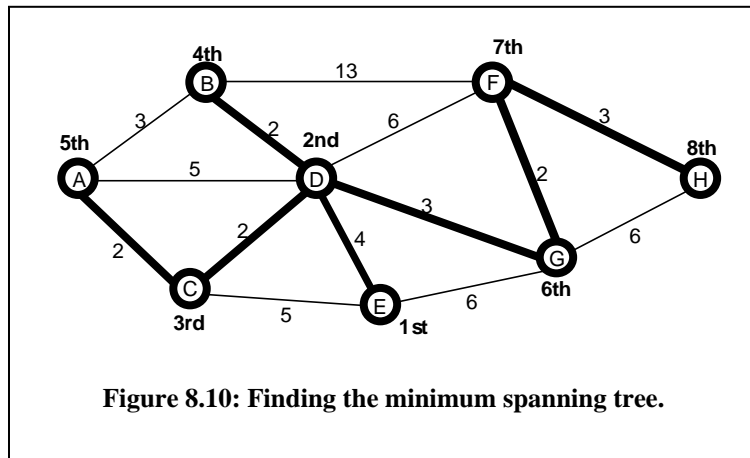 7th
4th
13
B
F
3
6
3
2
2nd
5th
8th
5
A
D
H
2
2
2
3
4
6
G
C
6th
3rd
5
E
6
1st
Figure 8.10: Finding the minimum spanning tree.